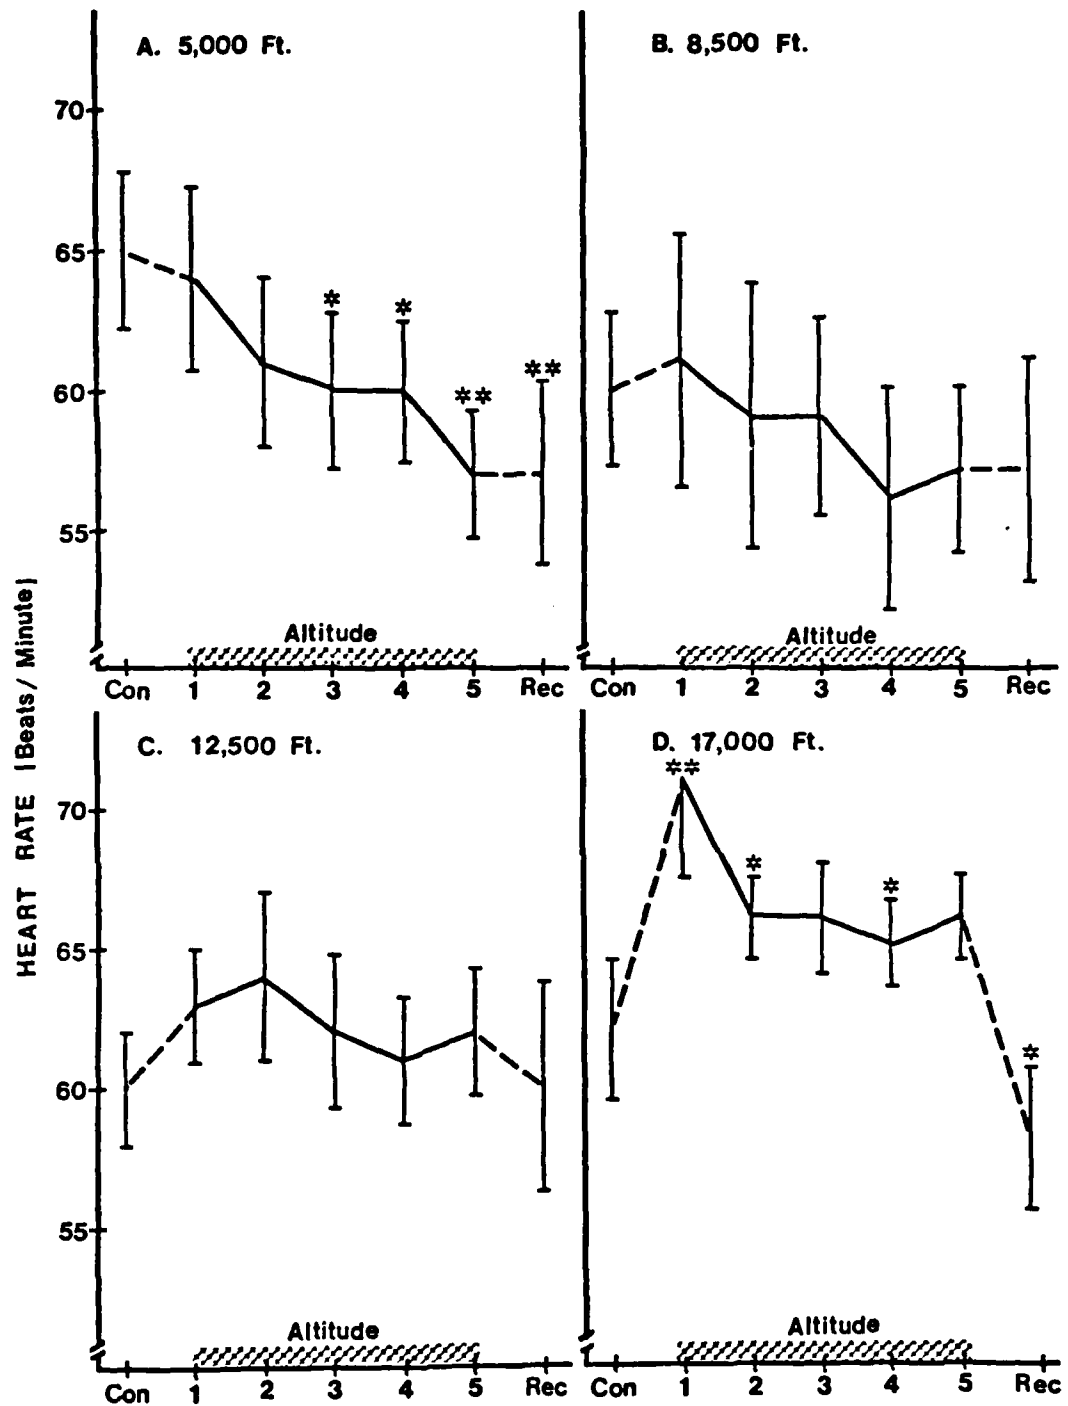 A. 5,000 Ft.
B. 8,500 Ft.
70
65
60
55
*
*
**
**
Altitude
Altitude
Con 1 2 3 4 5 Rec
Con 1 2 3 4 5 Rec
HEART RATE [Beats/Minute]
C. 12,500 Ft.
D. 17,000 Ft.
**
70
*
*
65
60
*
55
Altitude
Altitude
Con 1 2 3 4 5 Rec
Con 1 2 3 4 5 Rec